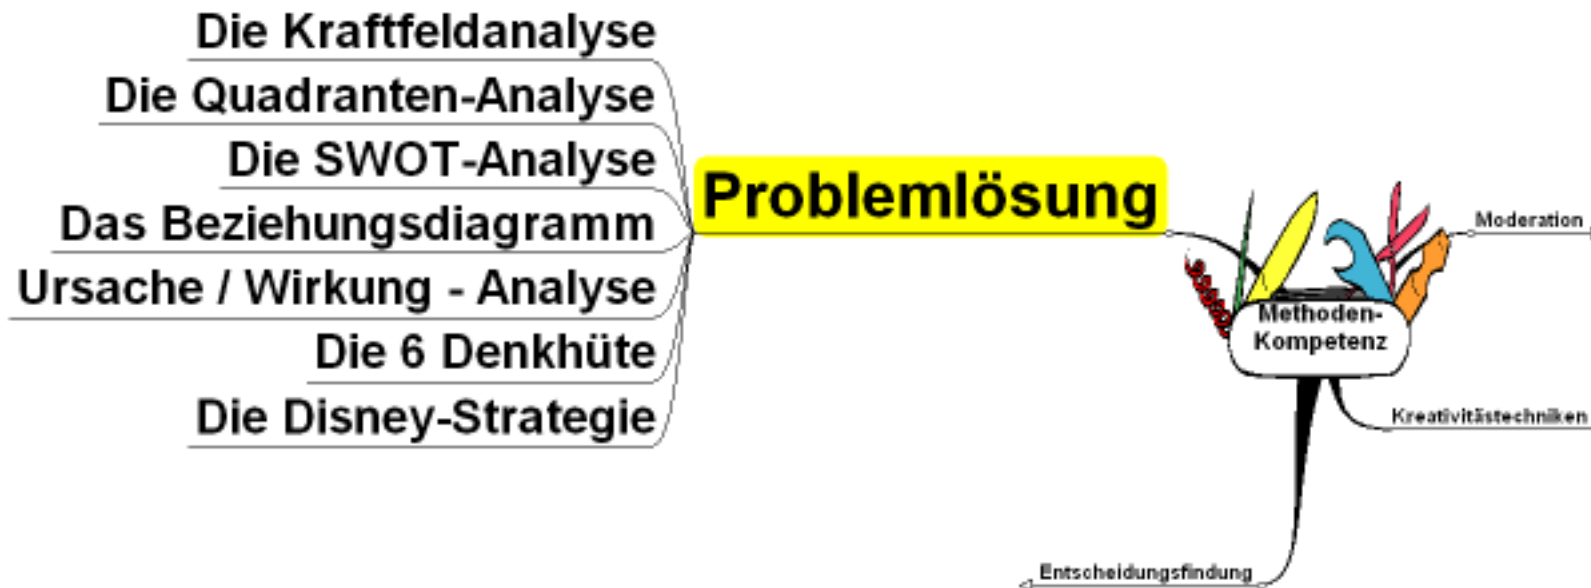 Die Kraftfeldanalyse
Die Quadranten-Analyse
Die SWOT-Analyse
Das Beziehungsdiagramm
Ursache / Wirkung - Analyse
Die 6 Denkhüte
Die Disney-Strategie
Problemlösung
Methoden-
Kompetenz
Moderation
Kreativitästechniken
Entscheidungsfindung